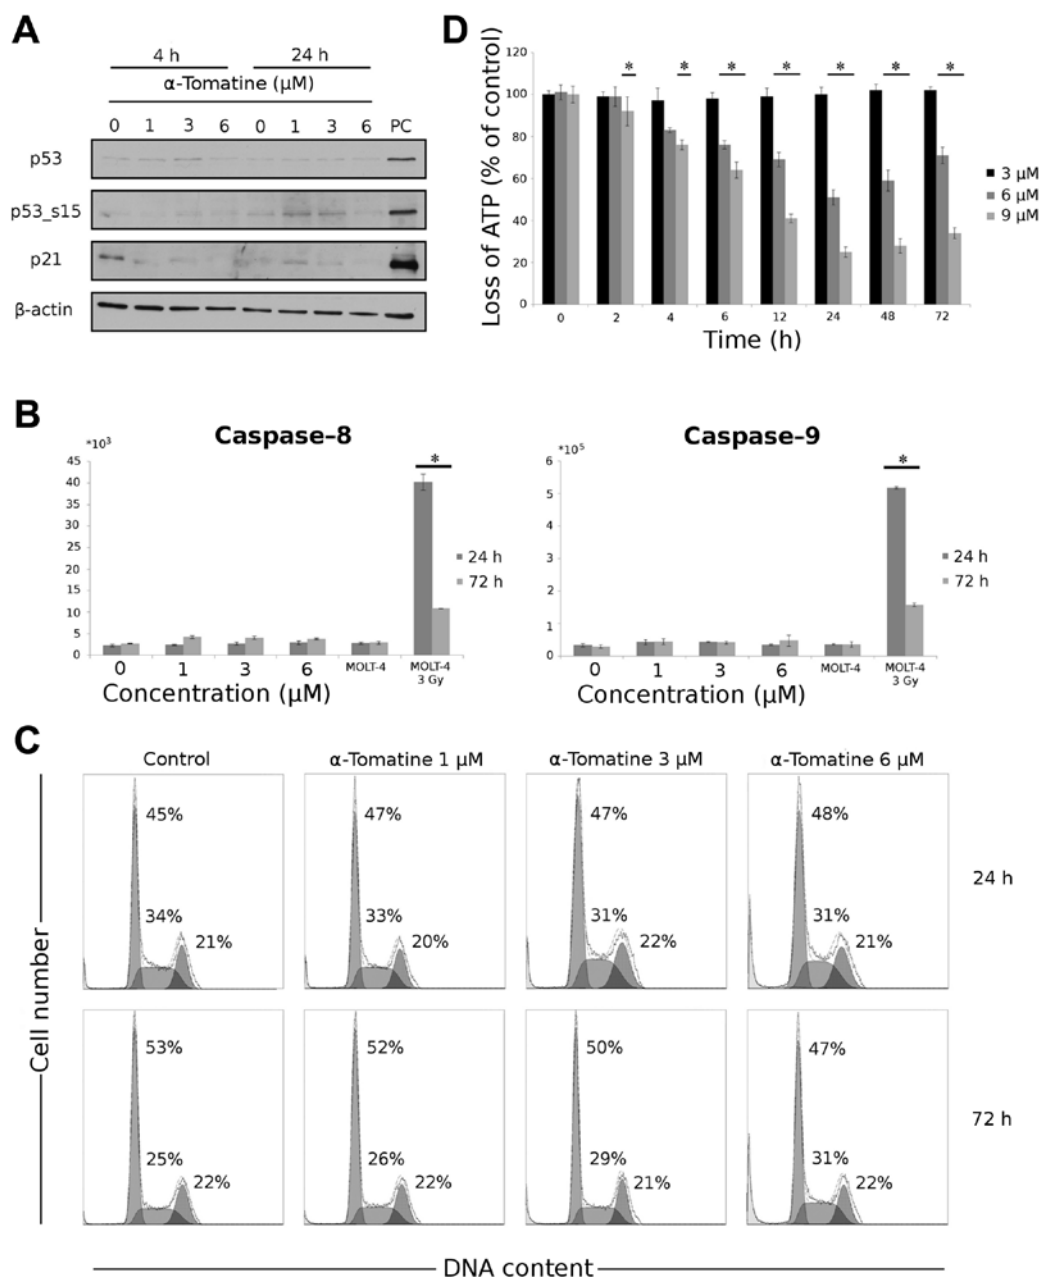 A
4 h 24 h
α-Tomatine (μM)
0 1 3 6 0 1 3 6 PC
p53
p53_s15
p21
β-actin
D
Loss of ATP (% of control)
120
100
80
60
40
20
0
* * * * * * *
0 2 4 6 12 24 48 72
Time (h)
3 μM
6 μM
9 μM
B
Caspase-8
*10³
45
40
35
30
25
20
15
10
5
0
*
24 h
72 h
0 1 3 6 MOLT-4 MOLT-4
3 Gy
Concentration (μM)
Caspase-9
*10⁵
6
5
4
3
2
1
0
*
24 h
72 h
0 1 3 6 MOLT-4 MOLT-4
3 Gy
Concentration (μM)
C
Control α-Tomatine 1 μM α-Tomatine 3 μM α-Tomatine 6 μM
45% 47% 47% 48%
24 h
34% 33% 31% 31%
21% 20% 22% 21%
Cell number
53% 52% 50% 47%
72 h
25% 26% 29% 31%
22% 22% 21% 22%
DNA content